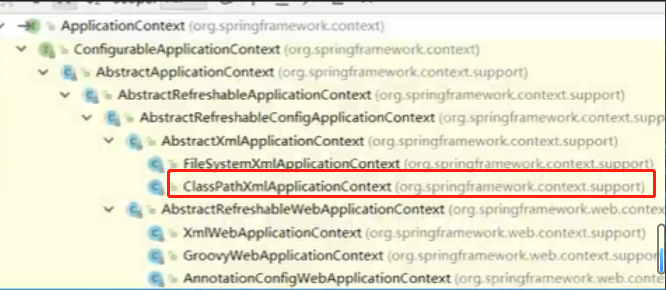 ApplicationContext (org.springframework.context)
ConfigurableApplicationContext (org.springframework.context)
AbstractApplicationContext (org.springframework.context.support)
AbstractRefreshableApplicationContext (org.springframework.context.support)
AbstractRefreshableConfigApplicationContext (org.springframework.context.support)
AbstractXmlApplicationContext (org.springframework.context.support)
FileSystemXmlApplicationContext (org.springframework.context.support)
ClassPathXmlApplicationContext (org.springframework.context.support)
AbstractRefreshableWebApplicationContext (org.springframework.web.context
XmlWebApplicationContext (org.springframework.web.context.support)
GroovyWebApplicationContext (org.springframework.web.context.support)
AnnotationConfigWebApplicationContext (org.springframework.web.context